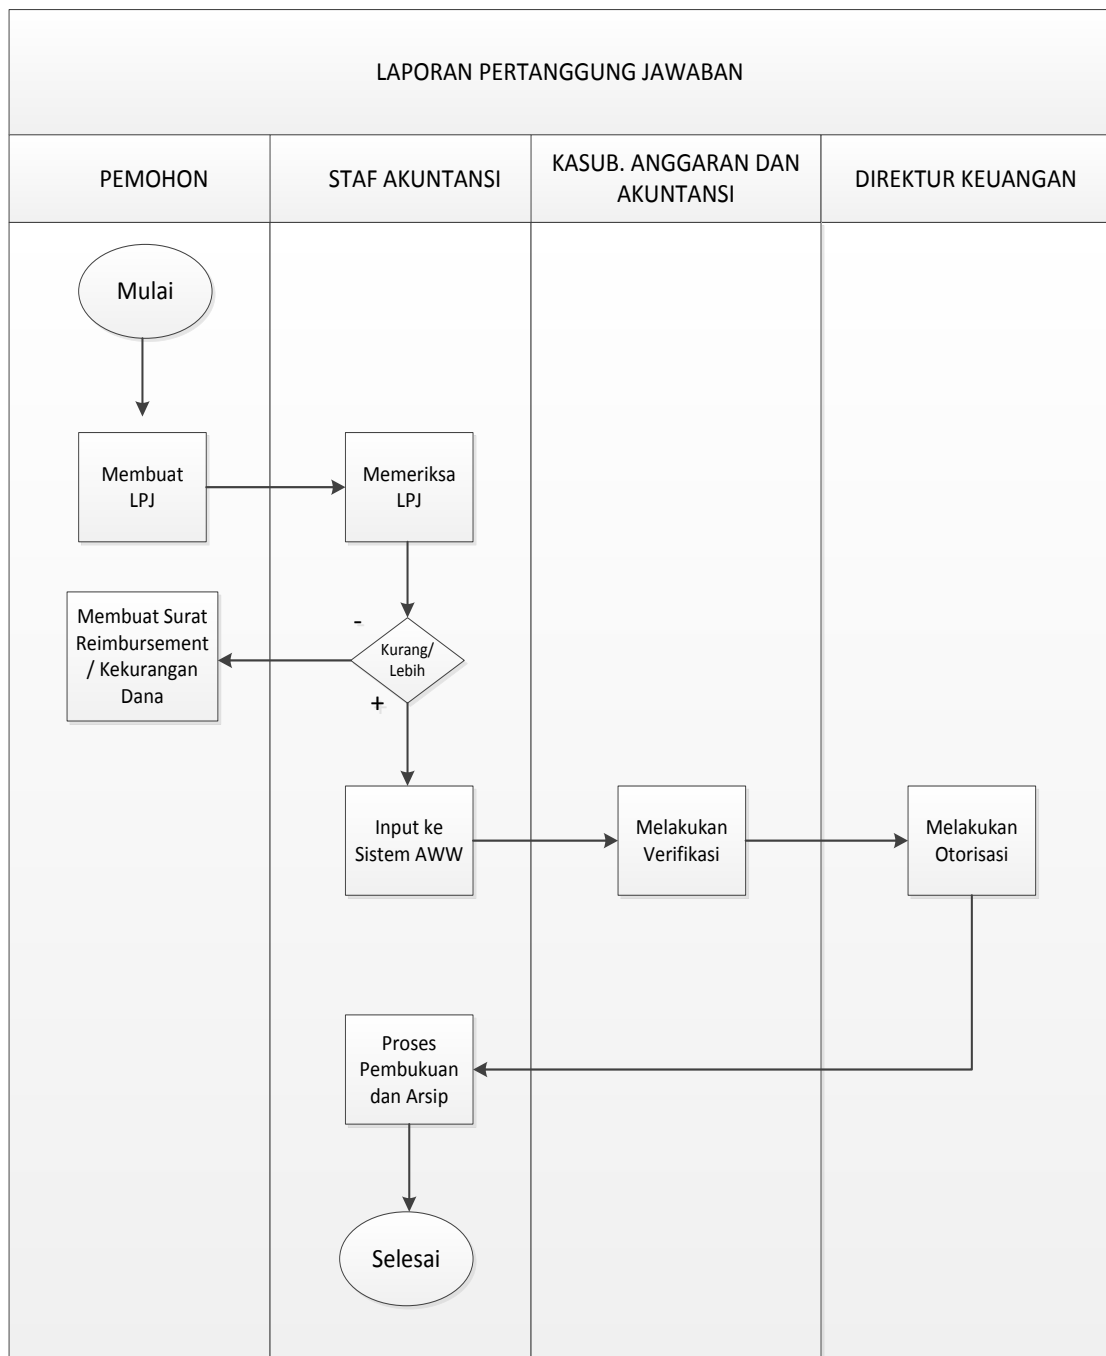 LAPORAN PERTANGGUNG JAWABAN
PEMOHON
STAF AKUNTANSI
KASUB. ANGGARAN DAN
AKUNTANSI
DIREKTUR KEUANGAN
Mulai
Membuat
LPJ
Memeriksa
LPJ
Membuat Surat
Reimbursement
/ Kekurangan
Dana
-
Kurang/
Lebih
+
Input ke
Sistem AWW
Melakukan
Verifikasi
Melakukan
Otorisasi
Proses
Pembukuan
dan Arsip
Selesai